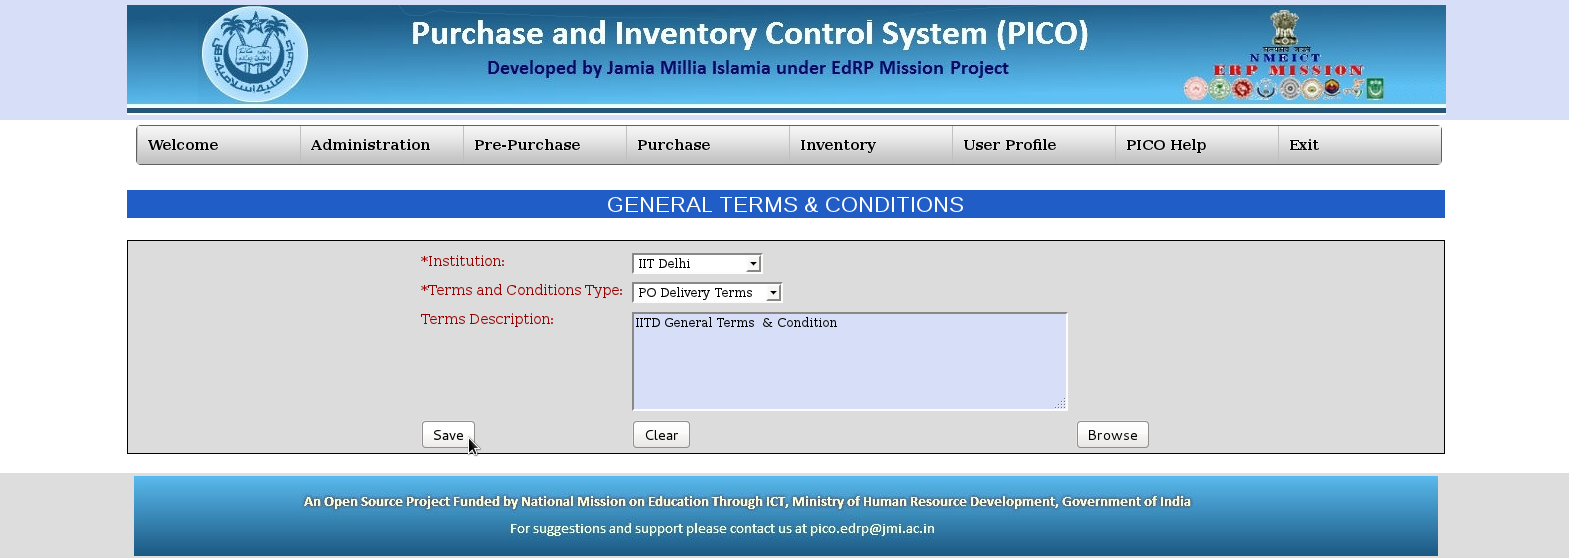 Purchase and Inventory Control System (PICO)
Developed by Jamia Millia Islamia under EdRP Mission Project
सत्यमेव जयते
NMEICT
ERP MISSION
Welcome Administration Pre-Purchase Purchase Inventory User Profile PICO Help Exit
GENERAL TERMS & CONDITIONS
*Institution: IIT Delhi
*Terms and Conditions Type: PO Delivery Terms
Terms Description: IITD General Terms & Condition
Save Clear Browse
An Open Source Project Funded by National Mission on Education Through ICT, Ministry of Human Resource Development, Government of India
For suggestions and support please contact us at pico.edrp@jmi.ac.in